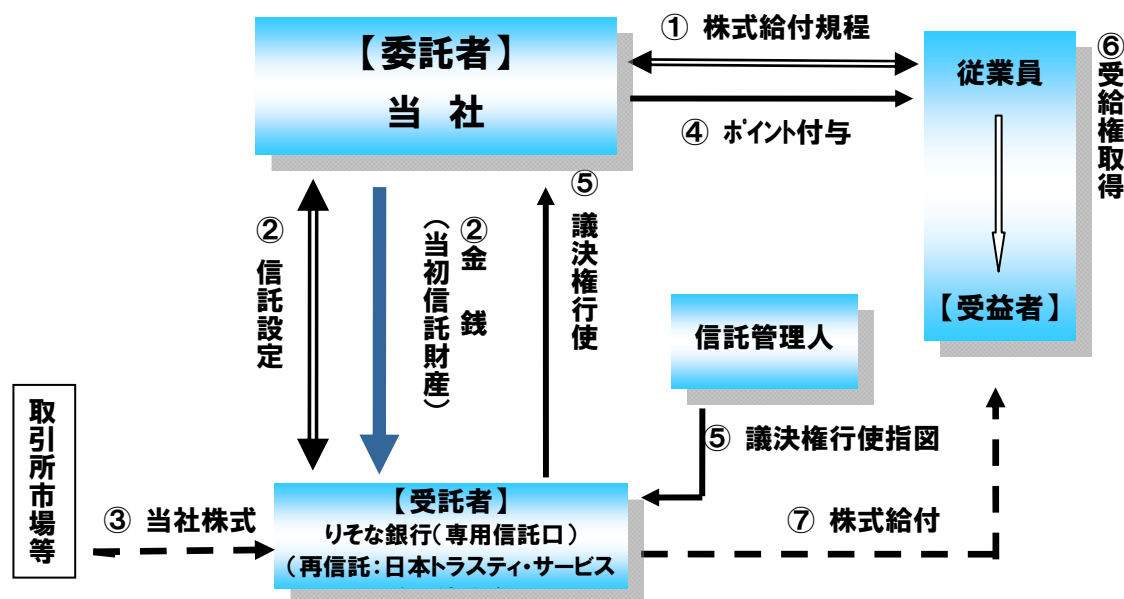 【委託者】
当 社
① 株式給付規程
④ ポイント付与
従業員
【受益者】
⑥受給権取得
② 信託設定
②金 銭
(当初信託財産)
⑤ 議決権行使
信託管理人
⑤ 議決権行使指図
取引所市場等
③ 当社株式
【受託者】
りそな銀行(専用信託口)
(再信託:日本トラスティ・サービス
⑦ 株式給付